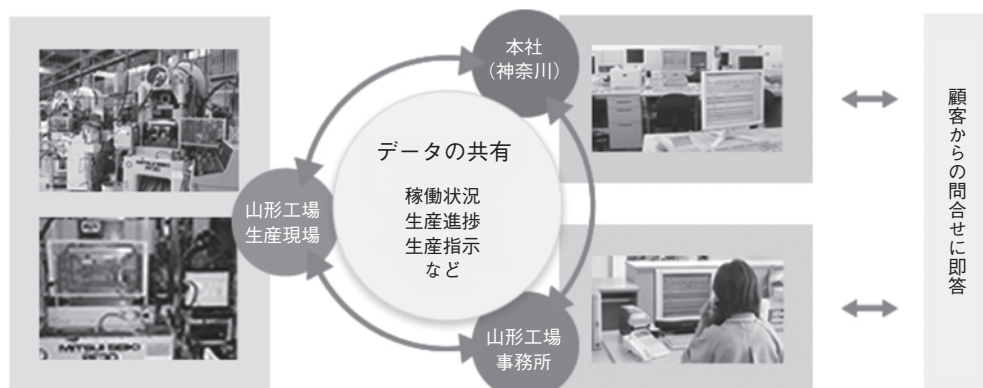 本社
（神奈川）
データの共有
稼働状況
生産進捗
生産指示
など
山形工場
生産現場
山形工場
事務所
顧客からの問合せに即答
MITSUI SEIKI